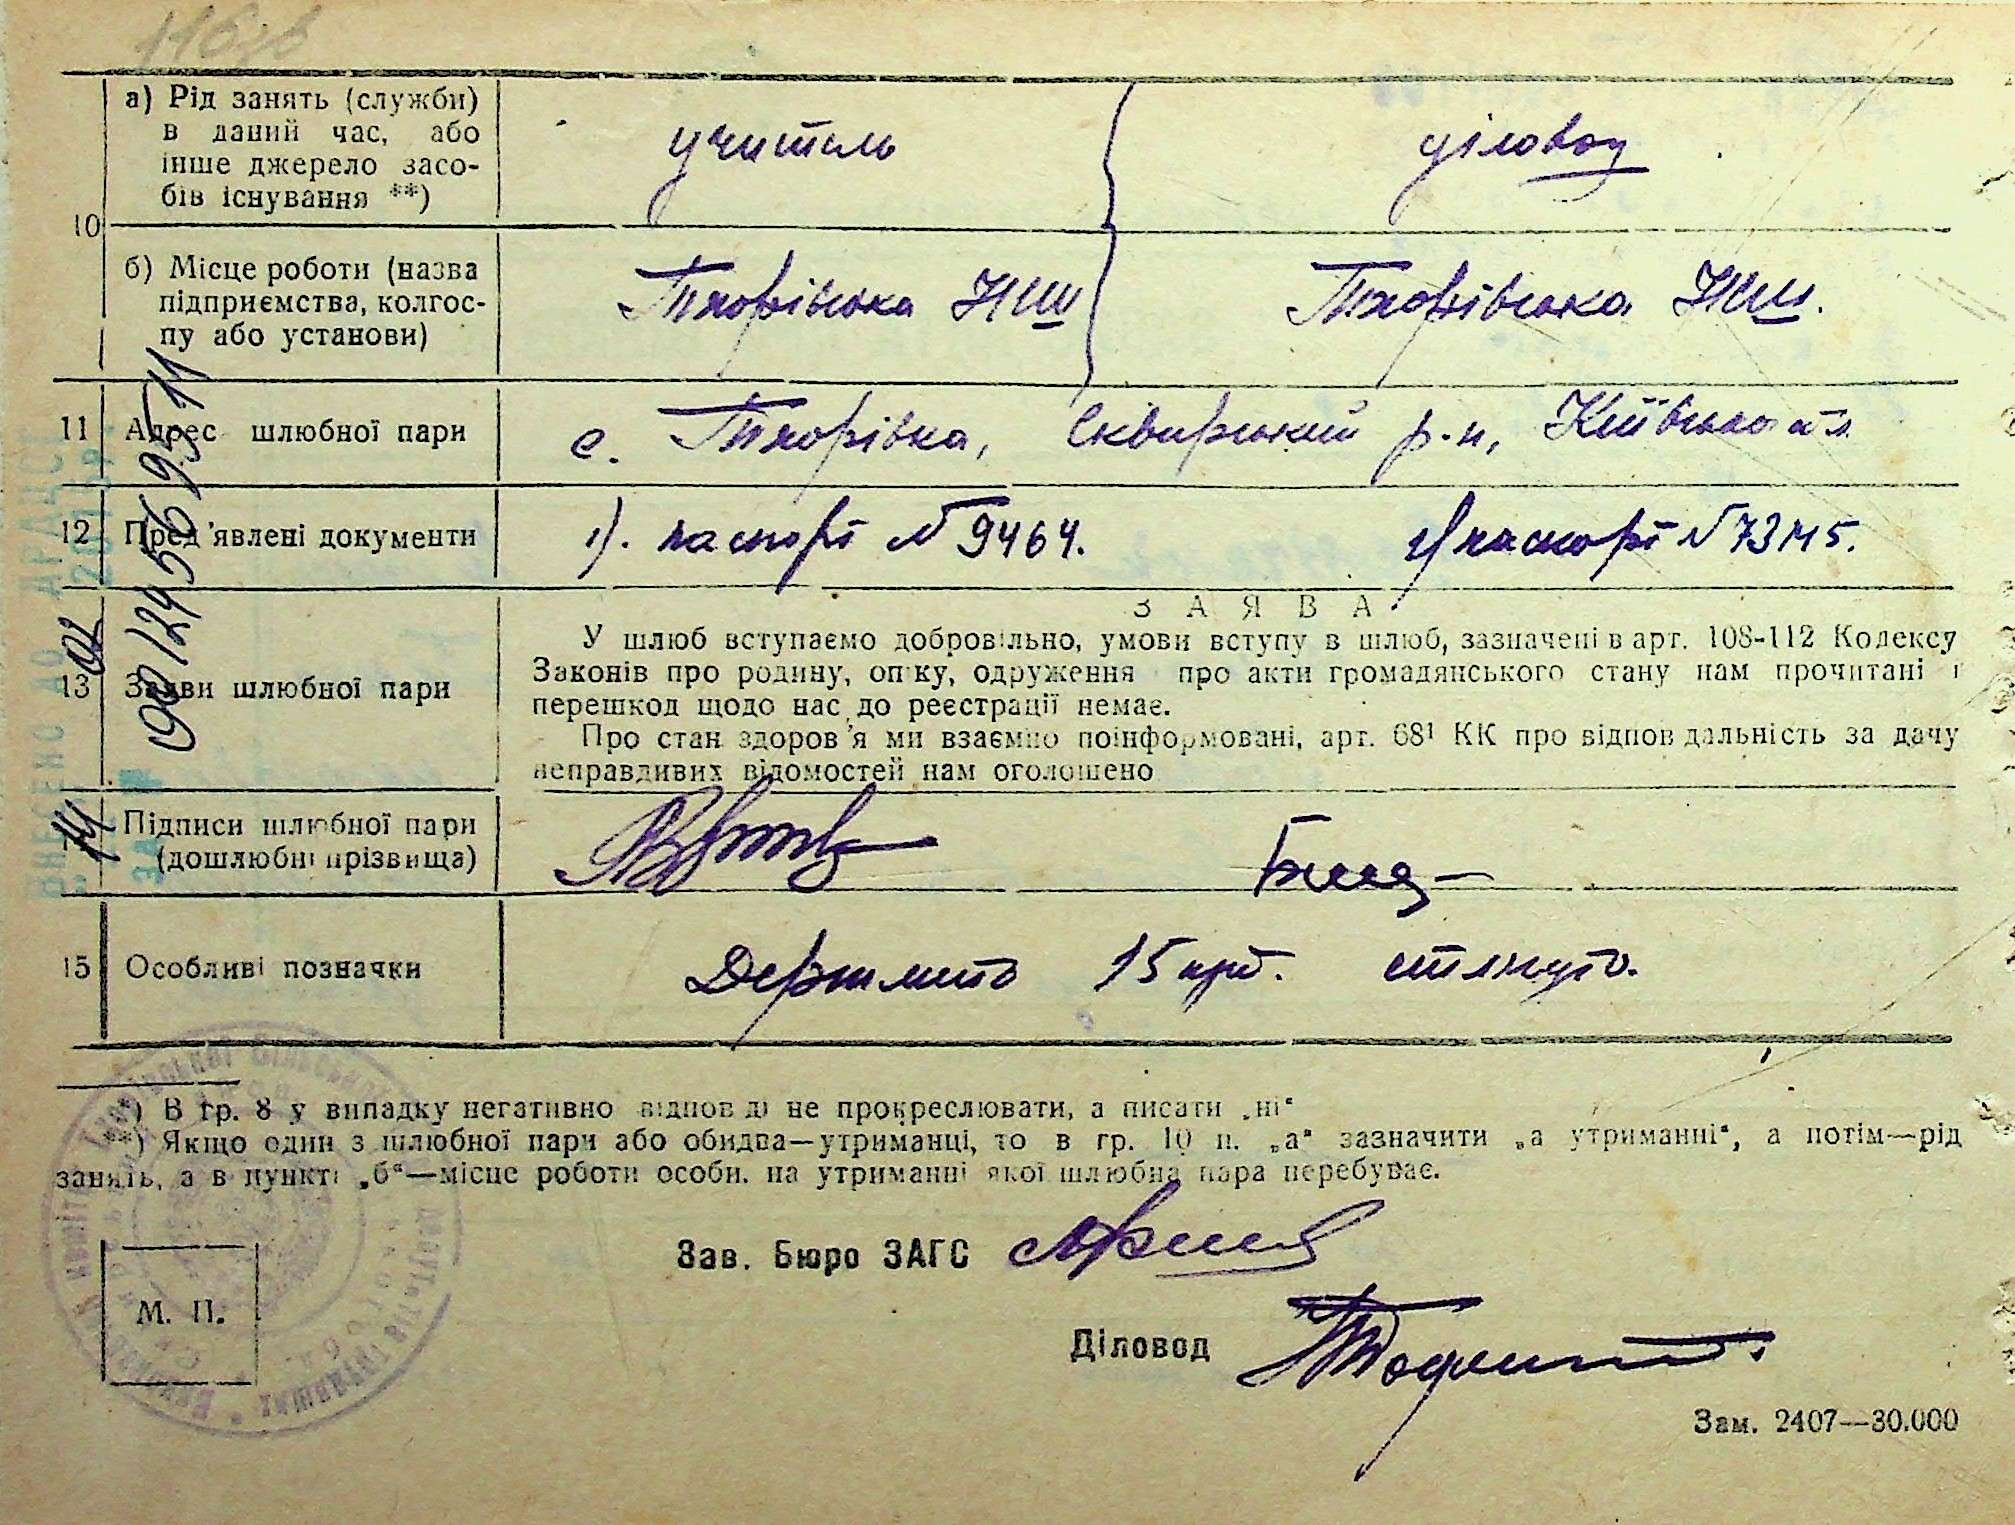 а) Рід занять (служби)
в даний час, або
інше джерело засо-
бів існування **)
учитель
діловод
10
б) Місце роботи (назва
підприємства, колгос-
пу або установи)
Тхорівська НСШ
Тхорівська НСШ.
11 Адрес шлюбної пари
с. Тхорівка, Сквирський р-н, Київська обл.
12 Пред'явлені документи
1). паспорт № 9464.
2) паспорт №
13 Заяви шлюбної пари
ЗАЯВА
У шлюб вступаємо добровільно, умови вступу в шлюб, зазначені в арт. 108-112 Кодексу
Законів про родину, опіку, одруження про акти громадянського стану нам прочитані і
перешкод щодо нас до реєстрації немає.
Про стан здоров'я ми взаємно поінформовані, арт. 68¹ КК про відповідальність за дачу
неправдивих відомостей нам оголошено
Підписи шлюбної пари
(дошлюбні прізвища)
15 Особливі позначки
Держмито 15 крб. стягнуто.
*) В гр. 8 у випадку негативно відповіді не прокреслювати, а писати „ні“
**) Якщо один з шлюбної пари або обидва—утриманці, то в гр. 10 п. „а“ зазначити „а утриманні“, а потім—рід
занять, а в пункті „б“—місце роботи особи, на утриманні якої шлюбна пара перебуває.
Зав. Бюро ЗАГС
М. П.
Діловод
Зам. 2407—30.000